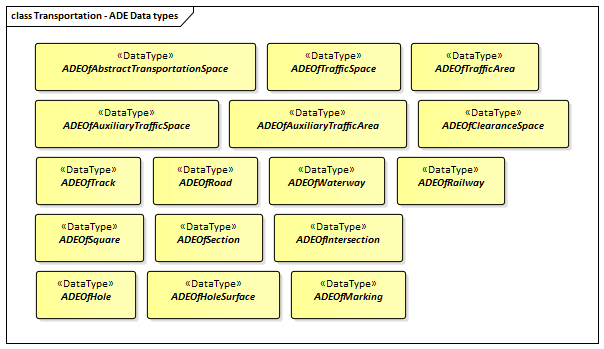 class Transportation - ADE Data types
«DataType» «DataType» «DataType»
ADEOfAbstractTransportationSpace ADEOfTrafficSpace ADEOfTrafficArea
«DataType» «DataType» «DataType»
ADEOfAuxiliaryTrafficSpace ADEOfAuxiliaryTrafficArea ADEOfClearanceSpace
«DataType» «DataType» «DataType» «DataType»
ADEOfTrack ADEOfRoad ADEOfWaterway ADEOfRailway
«DataType» «DataType» «DataType»
ADEOfSquare ADEOfSection ADEOfIntersection
«DataType» «DataType» «DataType»
ADEOfHole ADEOfHoleSurface ADEOfMarking